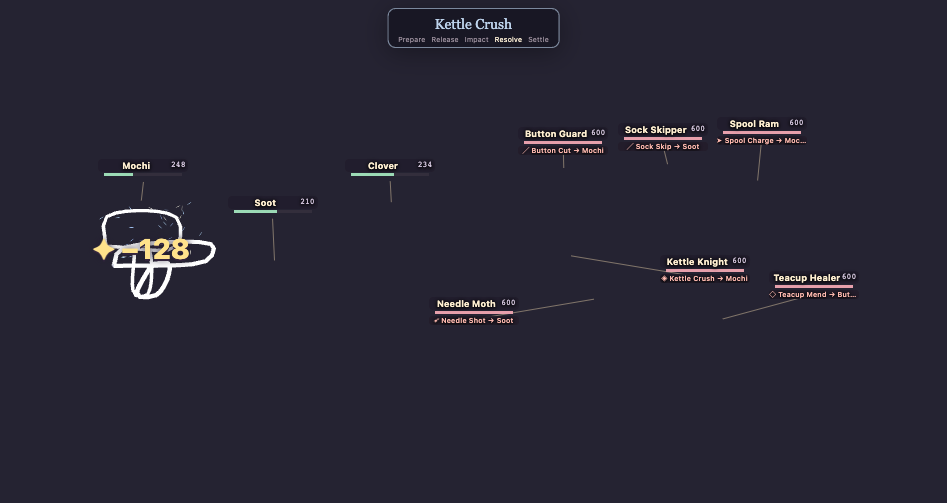 Kettle Crush
Prepare Release Impact Resolve Settle
Button Guard 600
Button Cut → Mochi
Sock Skipper 600
Sock Skip → Soot
Spool Ram 600
Spool Charge → Moc...
Mochi 248
Clover 234
Soot 210
−128
Kettle Knight 600
Kettle Crush → Mochi
Teacup Healer 600
Teacup Mend → But...
Needle Moth 600
Needle Shot → Soot